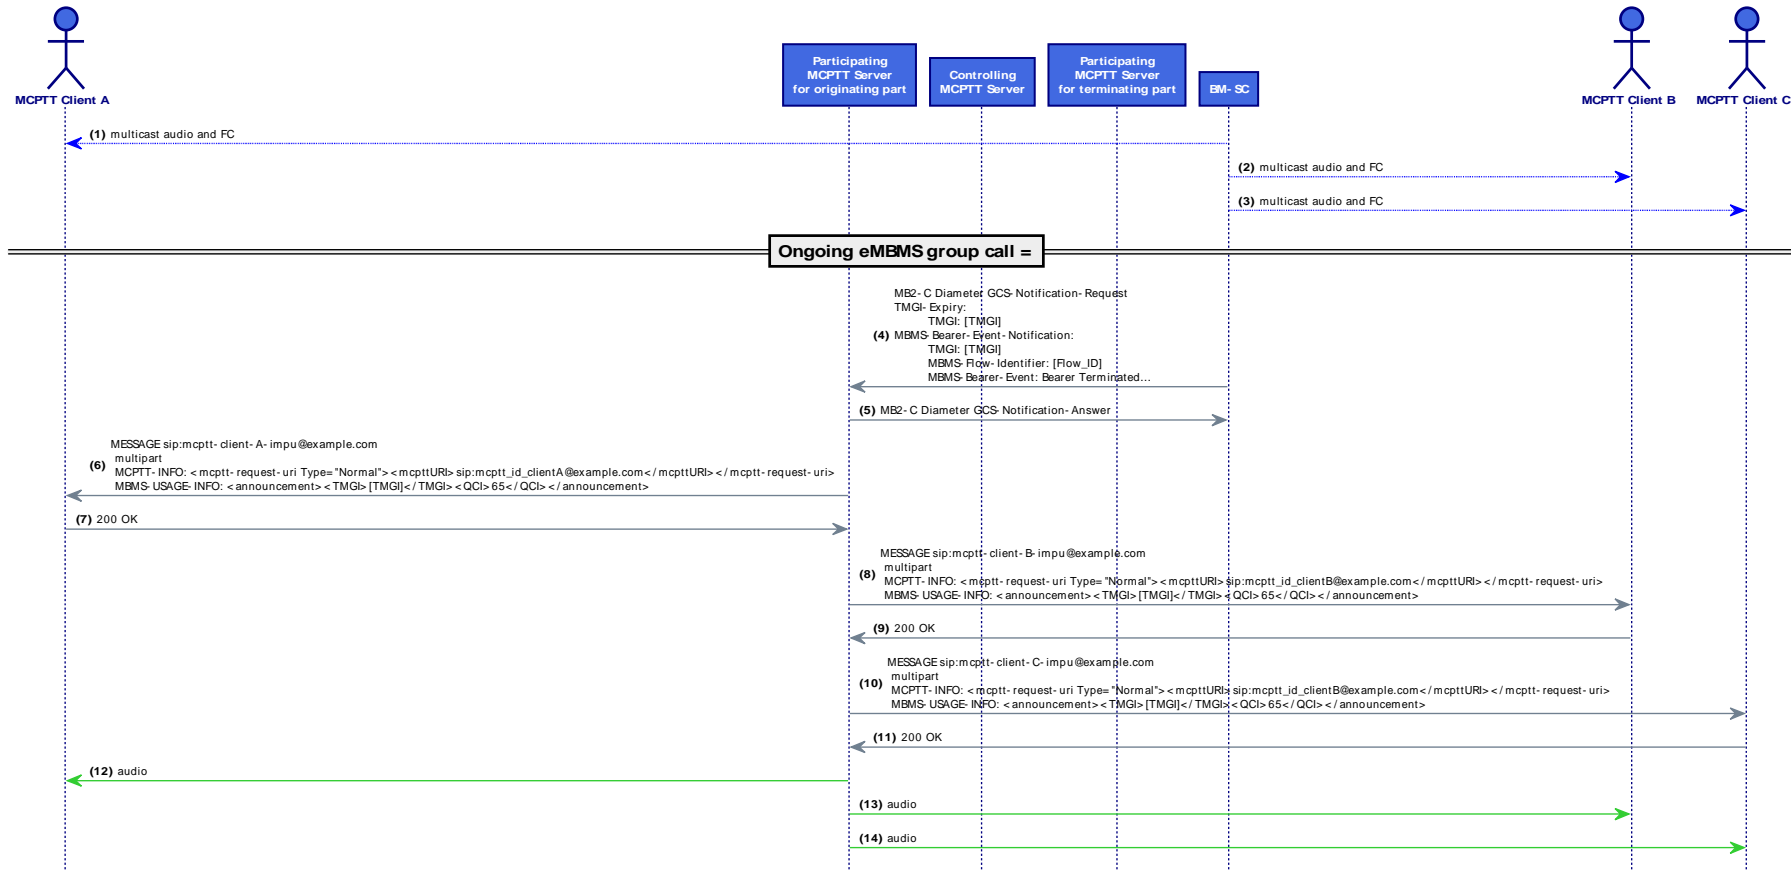 MCPTT Client A
Participating
MCPTT Server
for originating part
Controlling
MCPTT Server
Participating
MCPTT Server
for terminating part
BM-SC
MCPTT Client B
MCPTT Client C
(1) multicast audio and FC
(2) multicast audio and FC
(3) multicast audio and FC
Ongoing eMBMS group call =
MB2-C Diameter GCS-Notification-Request
TMGI-Expiry:
TMGI: [TMGI]
(4) MBMS-Bearer-Event-Notification:
TMGI: [TMGI]
MBMS-Flow-Identifier: [Flow_ID]
MBMS-Bearer-Event: Bearer Terminated...
(5) MB2-C Diameter GCS-Notification-Answer
MESSAGE sip:mcptt-client-A-impu@example.com
multipart
(6) MCPTT-INFO: <mcptt-request-uri Type="Normal"><mcpttURI>sip:mcptt_id_clientA@example.com</mcpttURI></mcptt-request-uri>
MBMS-USAGE-INFO: <announcement><TMGI>[TMGI]</TMGI><QCI>65</QCI></announcement>
(7) 200 OK
MESSAGE sip:mcptt-client-B-impu@example.com
multipart
(8) MCPTT-INFO: <mcptt-request-uri Type="Normal"><mcpttURI>sip:mcptt_id_clientB@example.com</mcpttURI></mcptt-request-uri>
MBMS-USAGE-INFO: <announcement><TMGI>[TMGI]</TMGI><QCI>65</QCI></announcement>
(9) 200 OK
MESSAGE sip:mcptt-client-C-impu@example.com
multipart
(10) MCPTT-INFO: <mcptt-request-uri Type="Normal"><mcpttURI>sip:mcptt_id_clientB@example.com</mcpttURI></mcptt-request-uri>
MBMS-USAGE-INFO: <announcement><TMGI>[TMGI]</TMGI><QCI>65</QCI></announcement>
(11) 200 OK
(12) audio
(13) audio
(14) audio